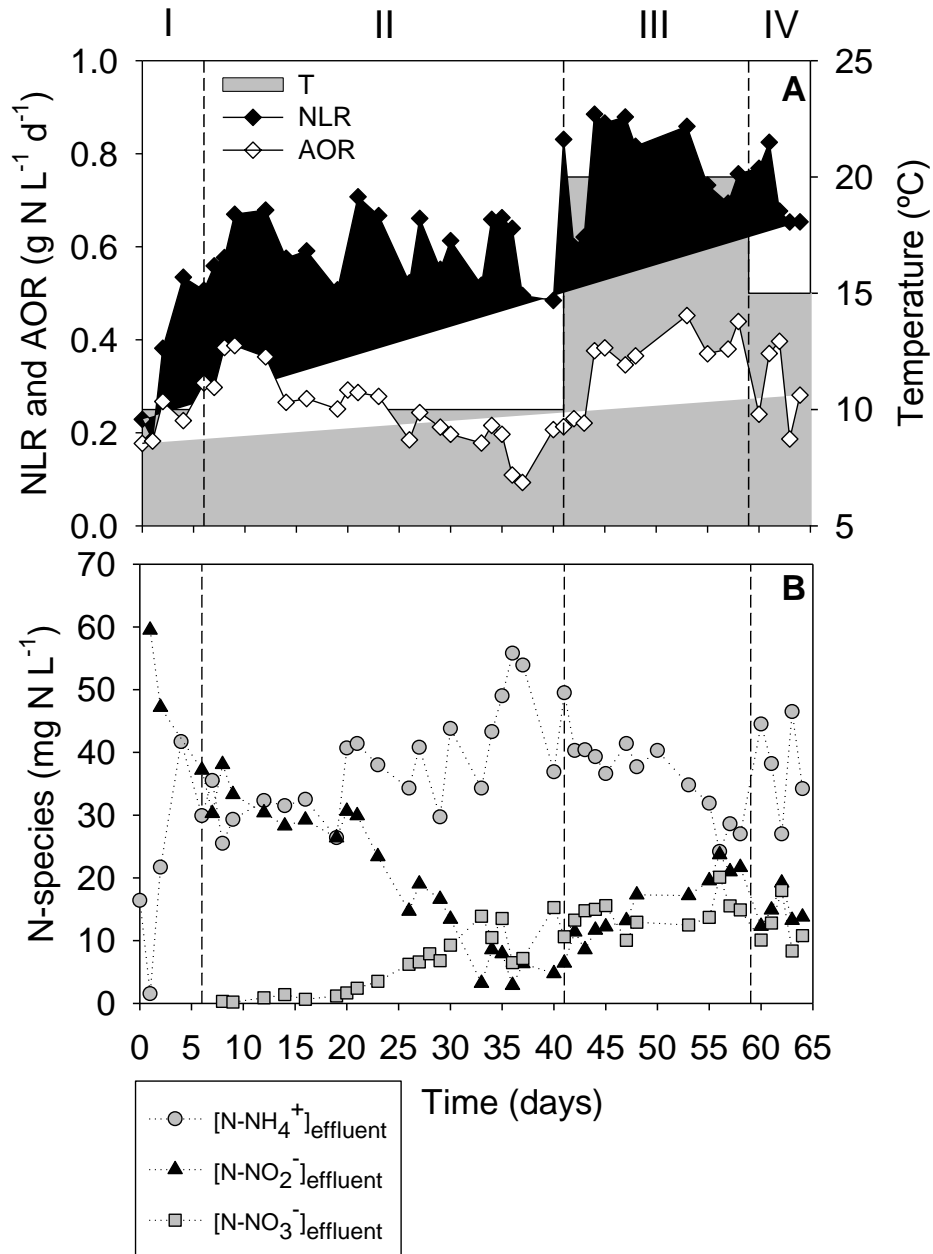 I II III IV
1.0 25
T A
NLR
AOR
0.8 20
0.6 15
0.4 10
0.2
0.0 5
NLR and AOR (g N L⁻¹ d⁻¹)
Temperature (ºC)
70 B
60
50
40
30
20
10
0
N-species (mg N L⁻¹)
0 5 10 15 20 25 30 35 40 45 50 55 60 65
Time (days)
[N-NH₄⁺]effluent
[N-NO₂⁻]effluent
[N-NO₃⁻]effluent